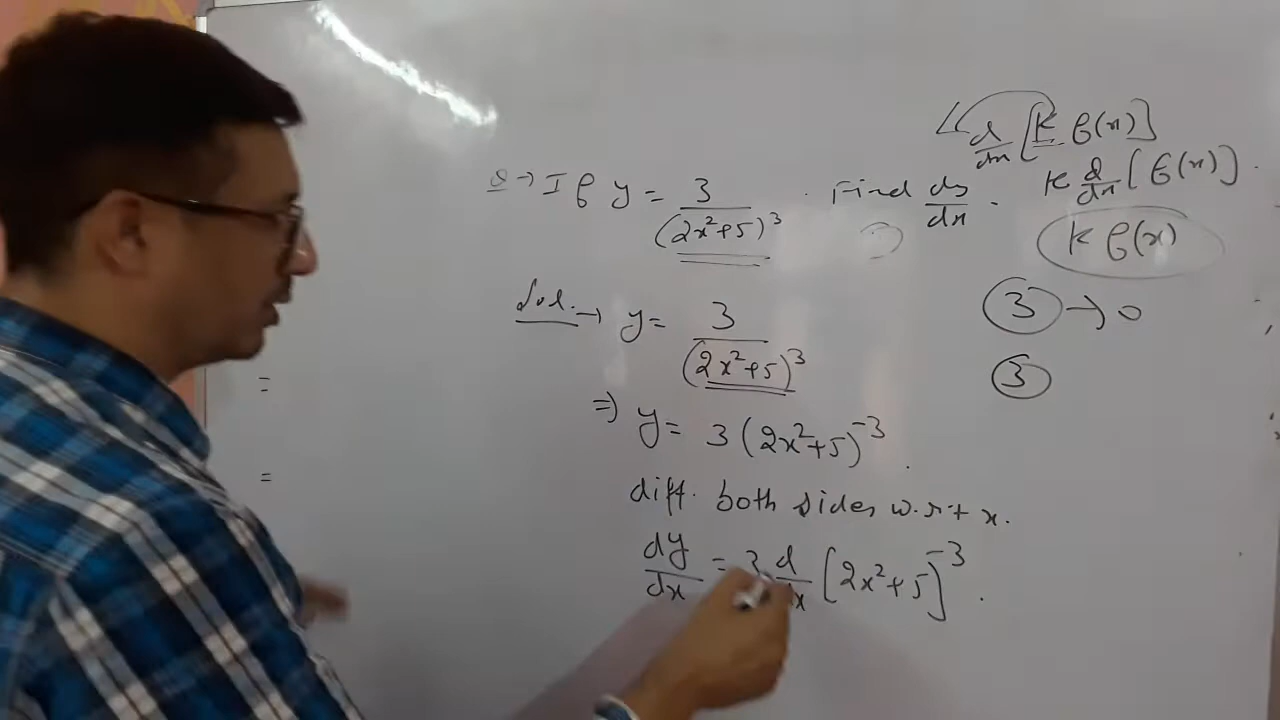 Q→ If y = 3/(2x²+5)³ . Find dy/dx .
Sol. → y = 3/(2x²+5)³
⇒ y = 3(2x²+5)⁻³ .
diff. both sides w.r.t x.
dy/dx = 3 d/dx [2x²+5]⁻³ .
d/dx [k f(x)]
k d/dx [f(x)] .
k f(x)
3 → 0
3
=
=